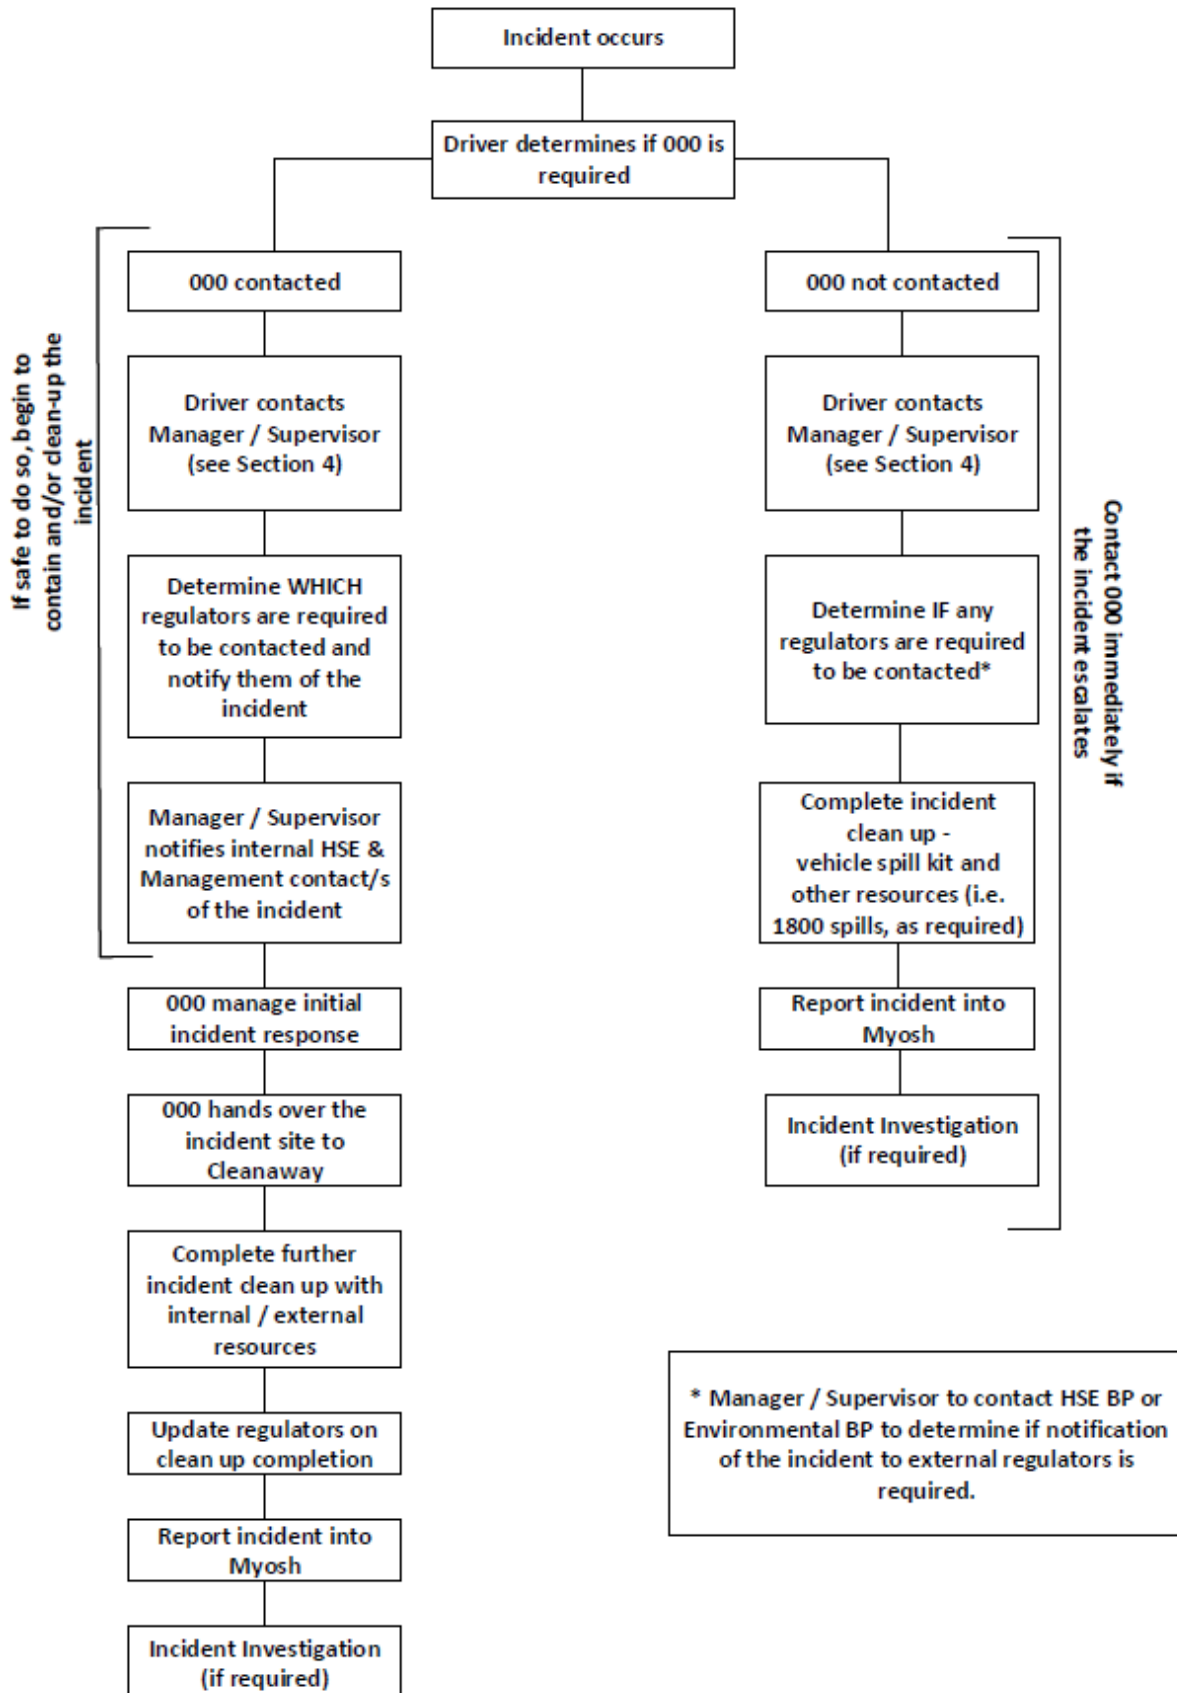 Incident occurs
Driver determines if 000 is
required
If safe to do so, begin to
contain and/or clean-up the
incident
000 contacted
Driver contacts
Manager / Supervisor
(see Section 4)
Determine WHICH
regulators are required
to be contacted and
notify them of the
incident
Manager / Supervisor
notifies internal HSE &
Management contact/s
of the incident
000 manage initial
incident response
000 hands over the
incident site to
Cleanaway
Complete further
incident clean up with
internal / external
resources
Update regulators on
clean up completion
Report incident into
Myosh
Incident Investigation
(if required)
000 not contacted
Driver contacts
Manager / Supervisor
(see Section 4)
Determine IF any
regulators are required
to be contacted*
Complete incident
clean up -
vehicle spill kit and
other resources (i.e.
1800 spills, as required)
Report incident into
Myosh
Incident Investigation
(if required)
Contact 000 immediately if
the incident escalates
* Manager / Supervisor to contact HSE BP or
Environmental BP to determine if notification
of the incident to external regulators is
required.